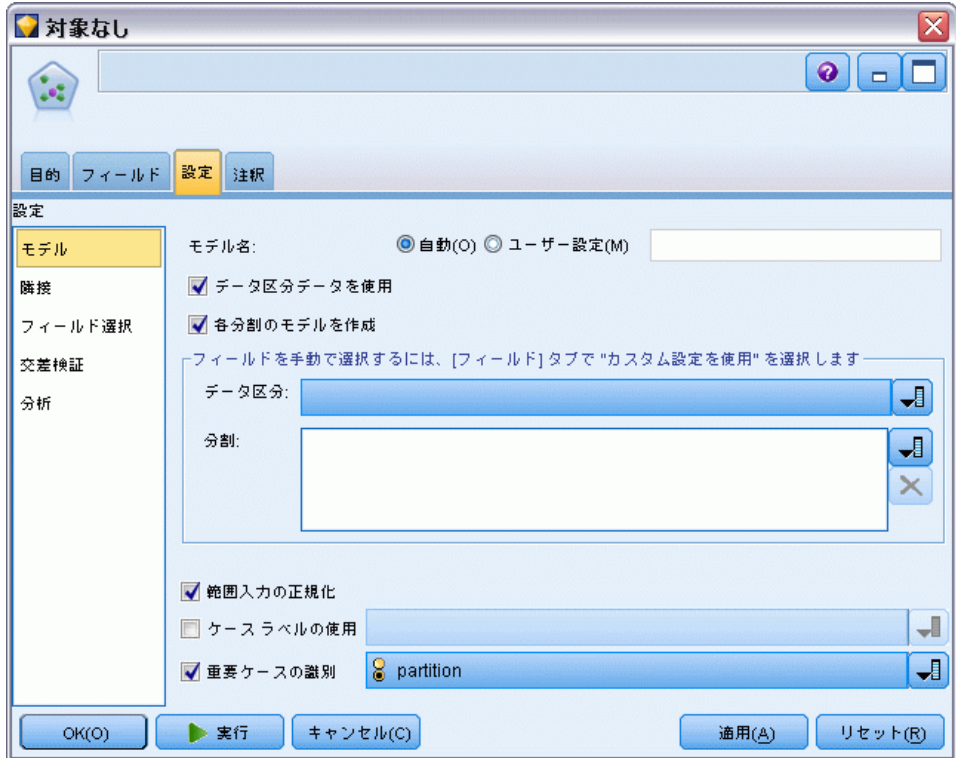 対象なし
目的 フィールド 設定 注釈
設定
モデル
隣接
フィールド選択
交差検証
分析
モデル名: 自動(O) ユーザー設定(M)
データ区分データを使用
各分割のモデルを作成
フィールドを手動で選択するには、[フィールド] タブで "カスタム設定を使用" を選択します
データ区分:
分割:
範囲入力の正規化
ケース ラベルの使用
重要ケースの識別 partition
OK(O) 実行 キャンセル(C) 適用(A) リセット(R)